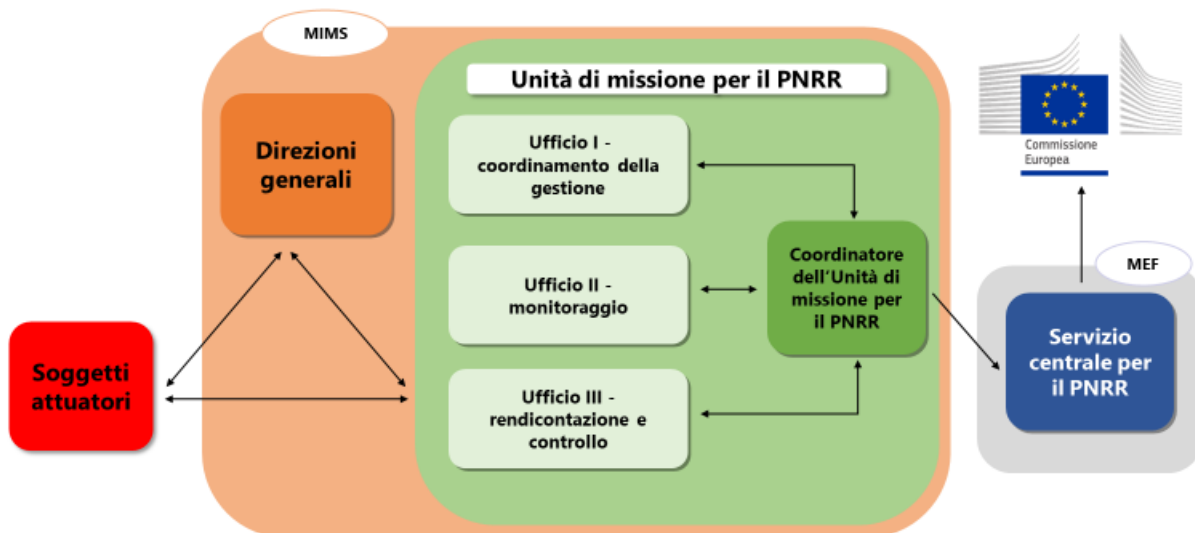 MIMS
Unità di missione per il PNRR
Direzioni
generali
Ufficio I -
coordinamento della
gestione
Ufficio II -
monitoraggio
Ufficio III -
rendicontazione e
controllo
Coordinatore
dell'Unità di
missione per
il PNRR
Soggetti
attuatori
Commissione
Europea
MEF
Servizio
centrale per
il PNRR